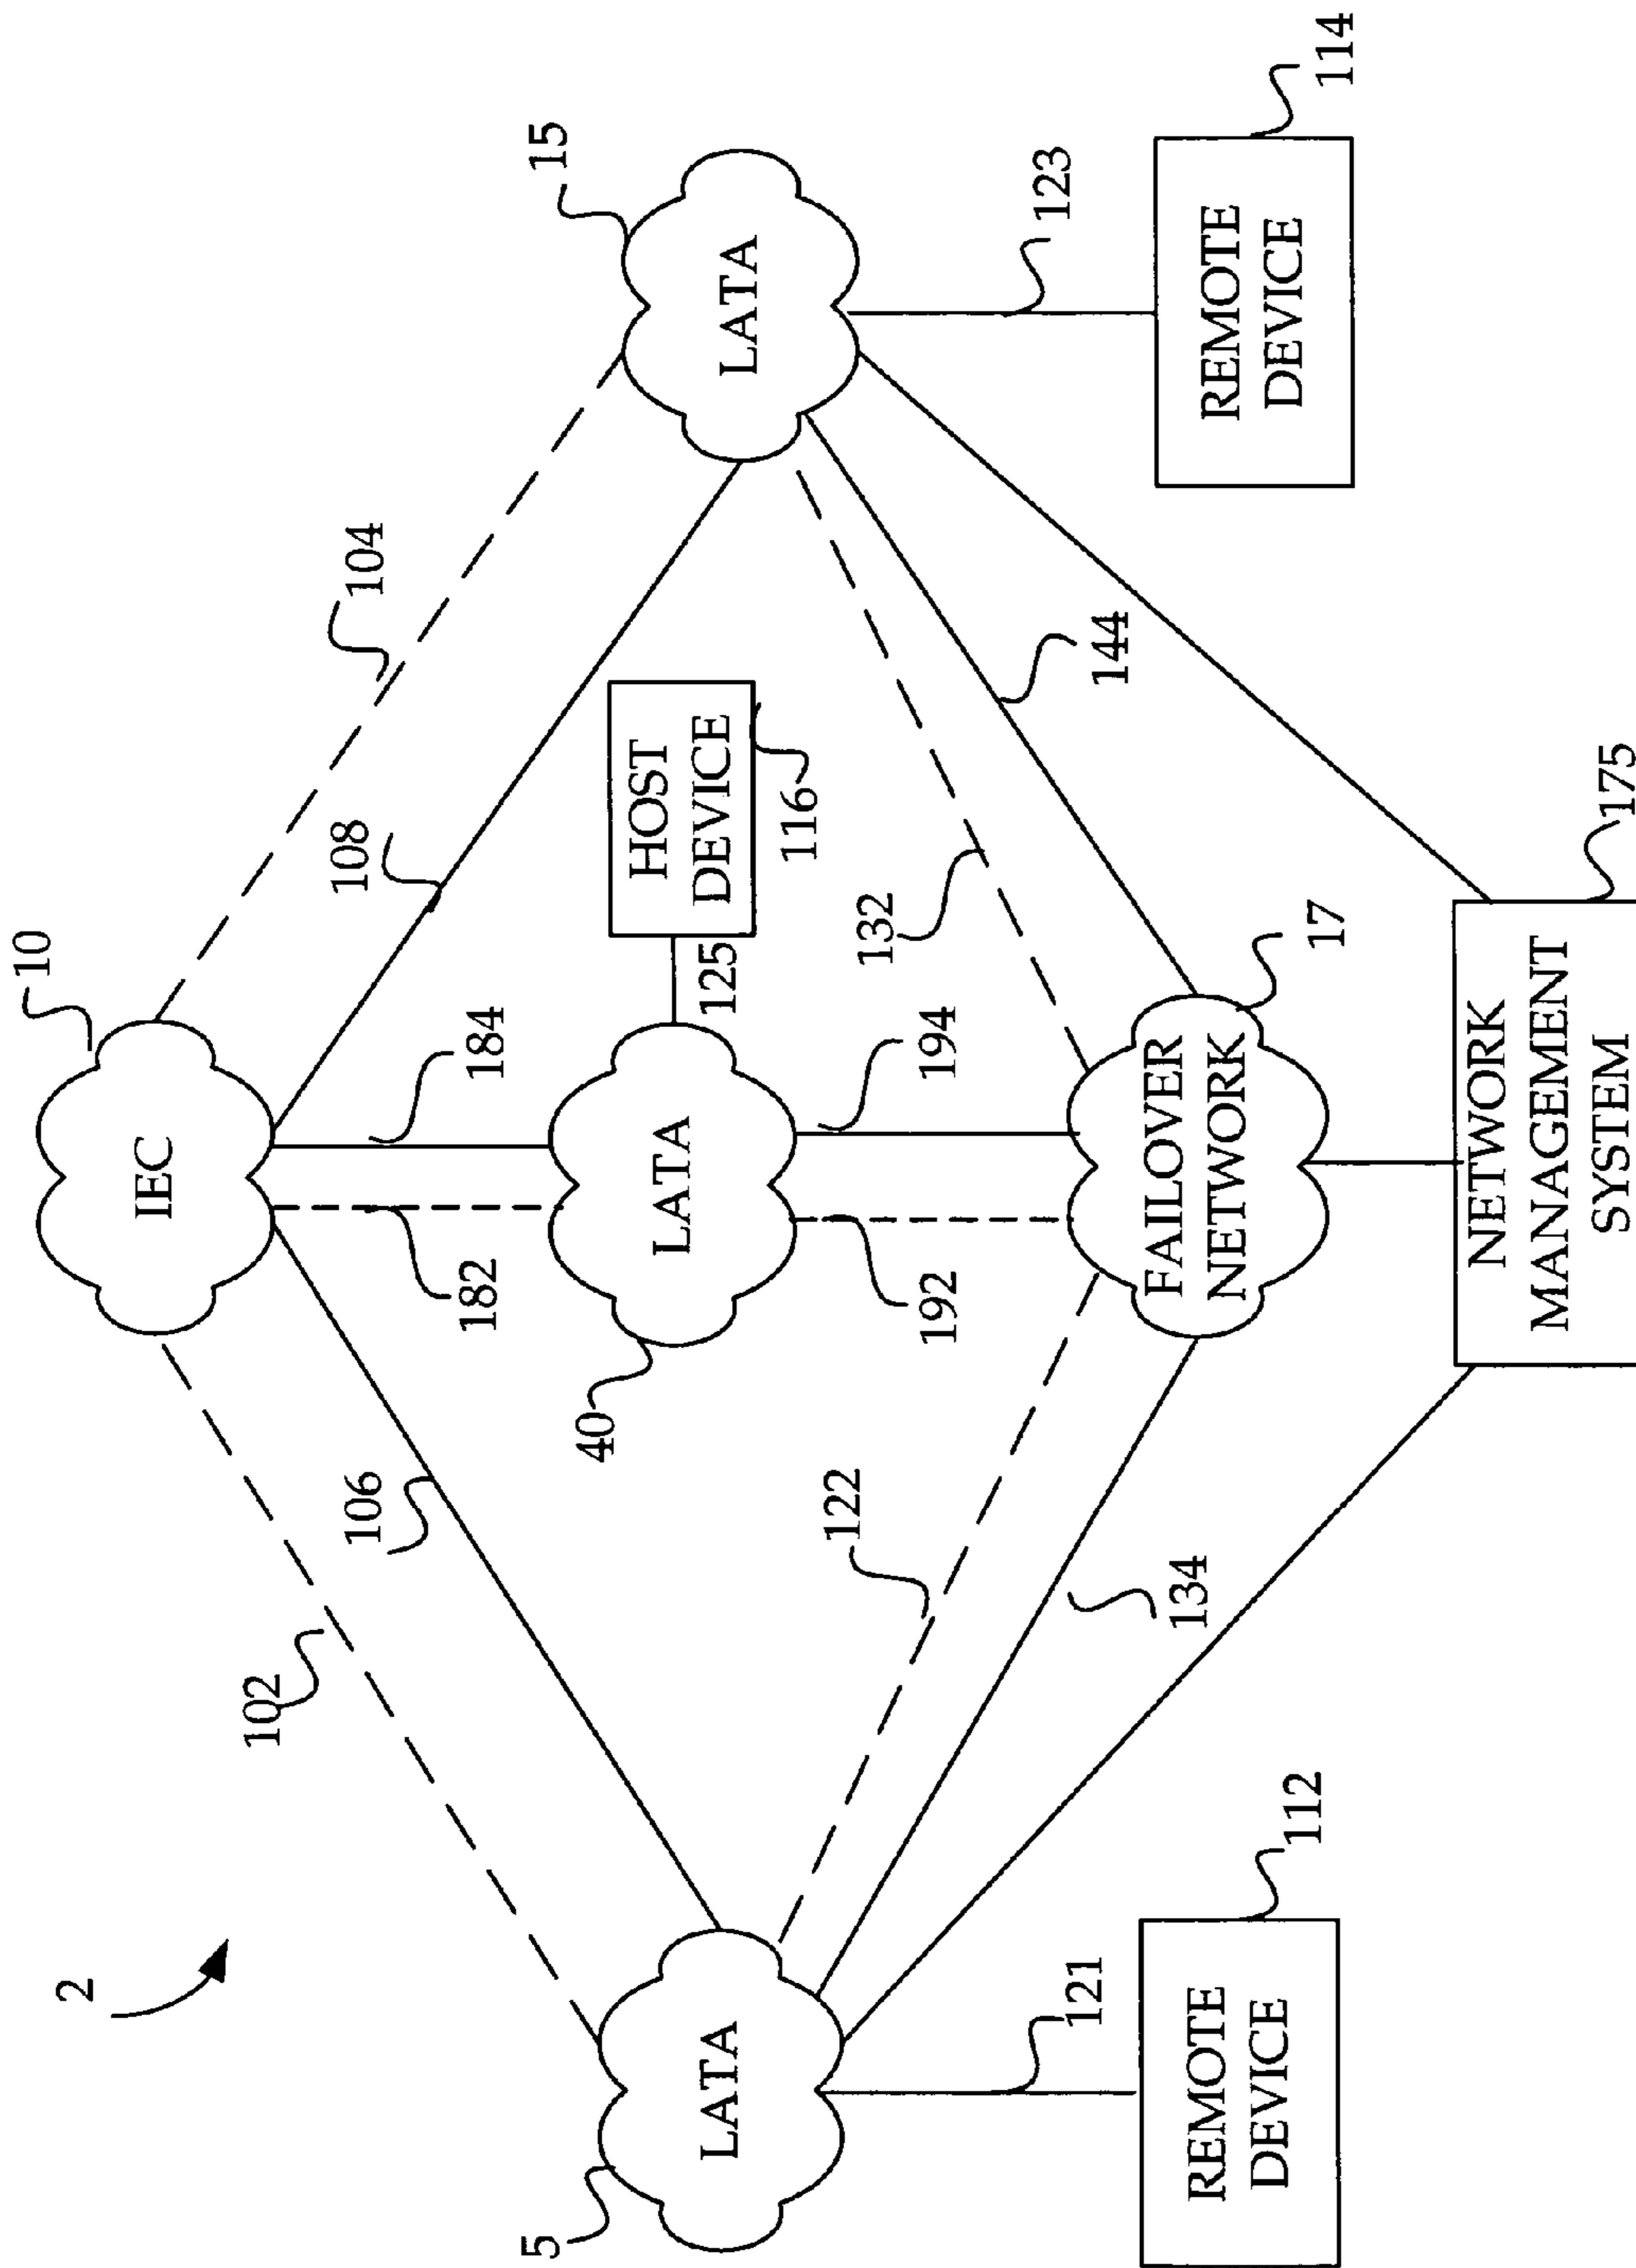 2
10
IEC
102
104
106
108
182
184
15
LATA
5
LATA
40
LATA
125
HOST
DEVICE
116
122
132
192
194
134
144
17
FAILOVER
NETWORK
121
123
REMOTE
DEVICE
112
REMOTE
DEVICE
114
NETWORK
MANAGEMENT
SYSTEM
175